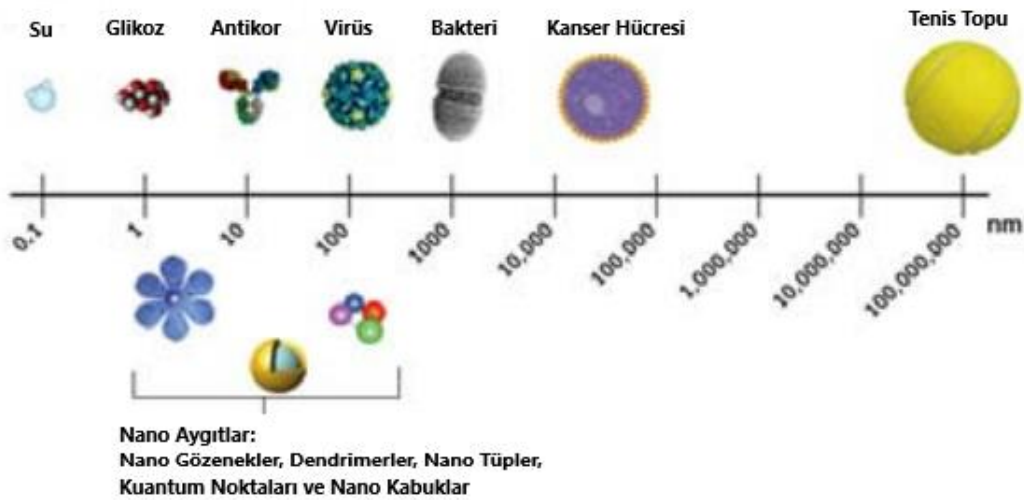 Su Glikoz Antikor Virüs Bakteri Kanser Hücresi Tenis Topu
0.1 1 10 100 1000 10,000 100,000 1,000,000 10,000,000 100,000,000 nm
Nano Aygıtlar:
Nano Gözenekler, Dendrimerler, Nano Tüpler,
Kuantum Noktaları ve Nano Kabuklar